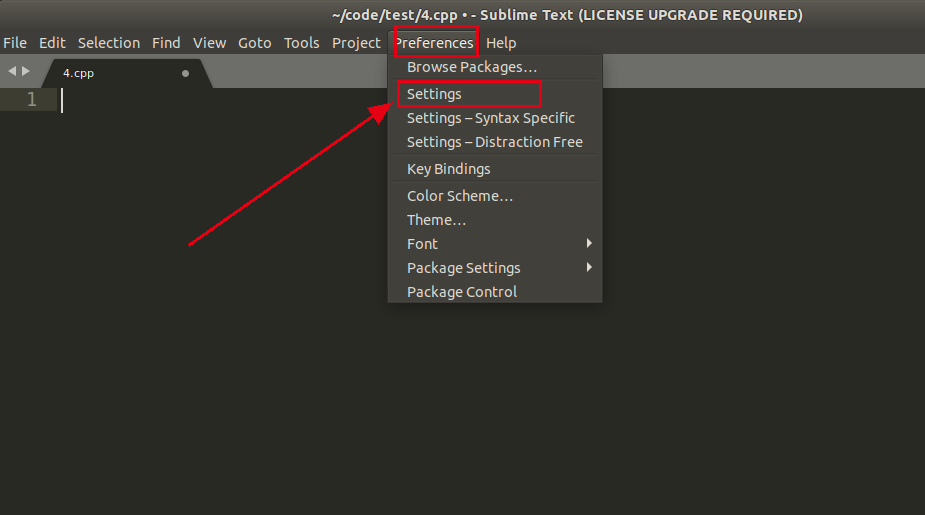 ~/code/test/4.cpp • - Sublime Text (LICENSE UPGRADE REQUIRED)
File Edit Selection Find View Goto Tools Project Preferences Help
4.cpp
1
Browse Packages…
Settings
Settings – Syntax Specific
Settings – Distraction Free
Key Bindings
Color Scheme…
Theme…
Font
Package Settings
Package Control